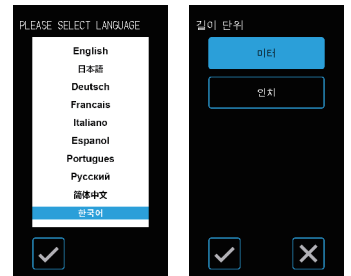 PLEASE SELECT LANGUAGE
English
日本語
Deutsch
Francais
Italiano
Espanol
Portugues
Русский
简体中文
한국어
길이 단위
미터
인치